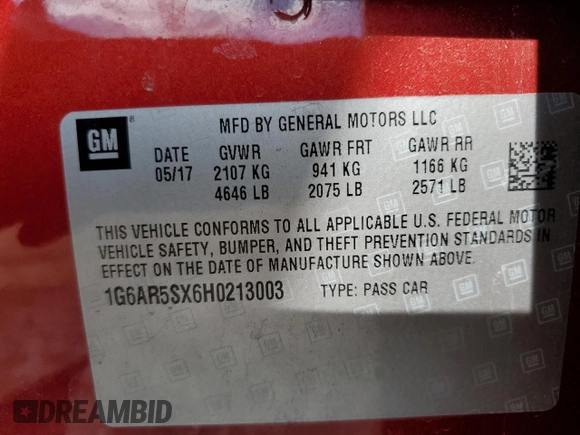 GM ®
MFD BY GENERAL MOTORS LLC
DATE GVWR GAWR FRT GAWR RR
05/17 2107 KG 941 KG 1166 KG
4646 LB 2075 LB 2571 LB
THIS VEHICLE CONFORMS TO ALL APPLICABLE U.S. FEDERAL MOTOR
VEHICLE SAFETY, BUMPER, AND THEFT PREVENTION STANDARDS IN
EFFECT ON THE DATE OF MANUFACTURE SHOWN ABOVE.
1G6AR5SX6H0213003 TYPE: PASS CAR
DREAMBID